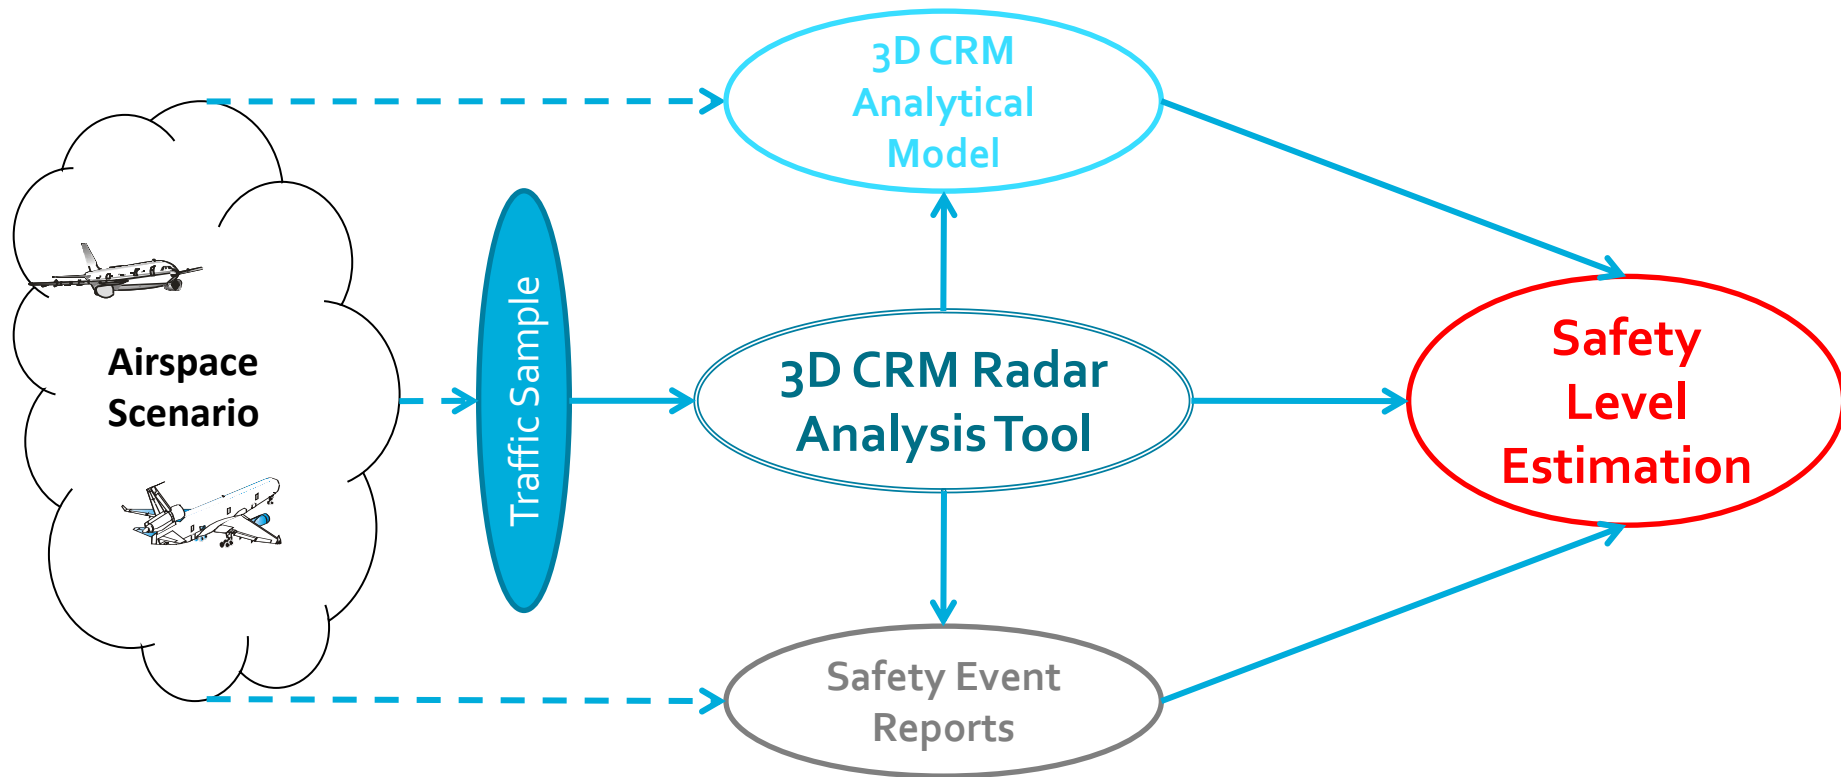 3D CRM
Analytical
Model
Airspace
Scenario
Traffic Sample
3D CRM Radar
Analysis Tool
Safety
Level
Estimation
Safety Event
Reports